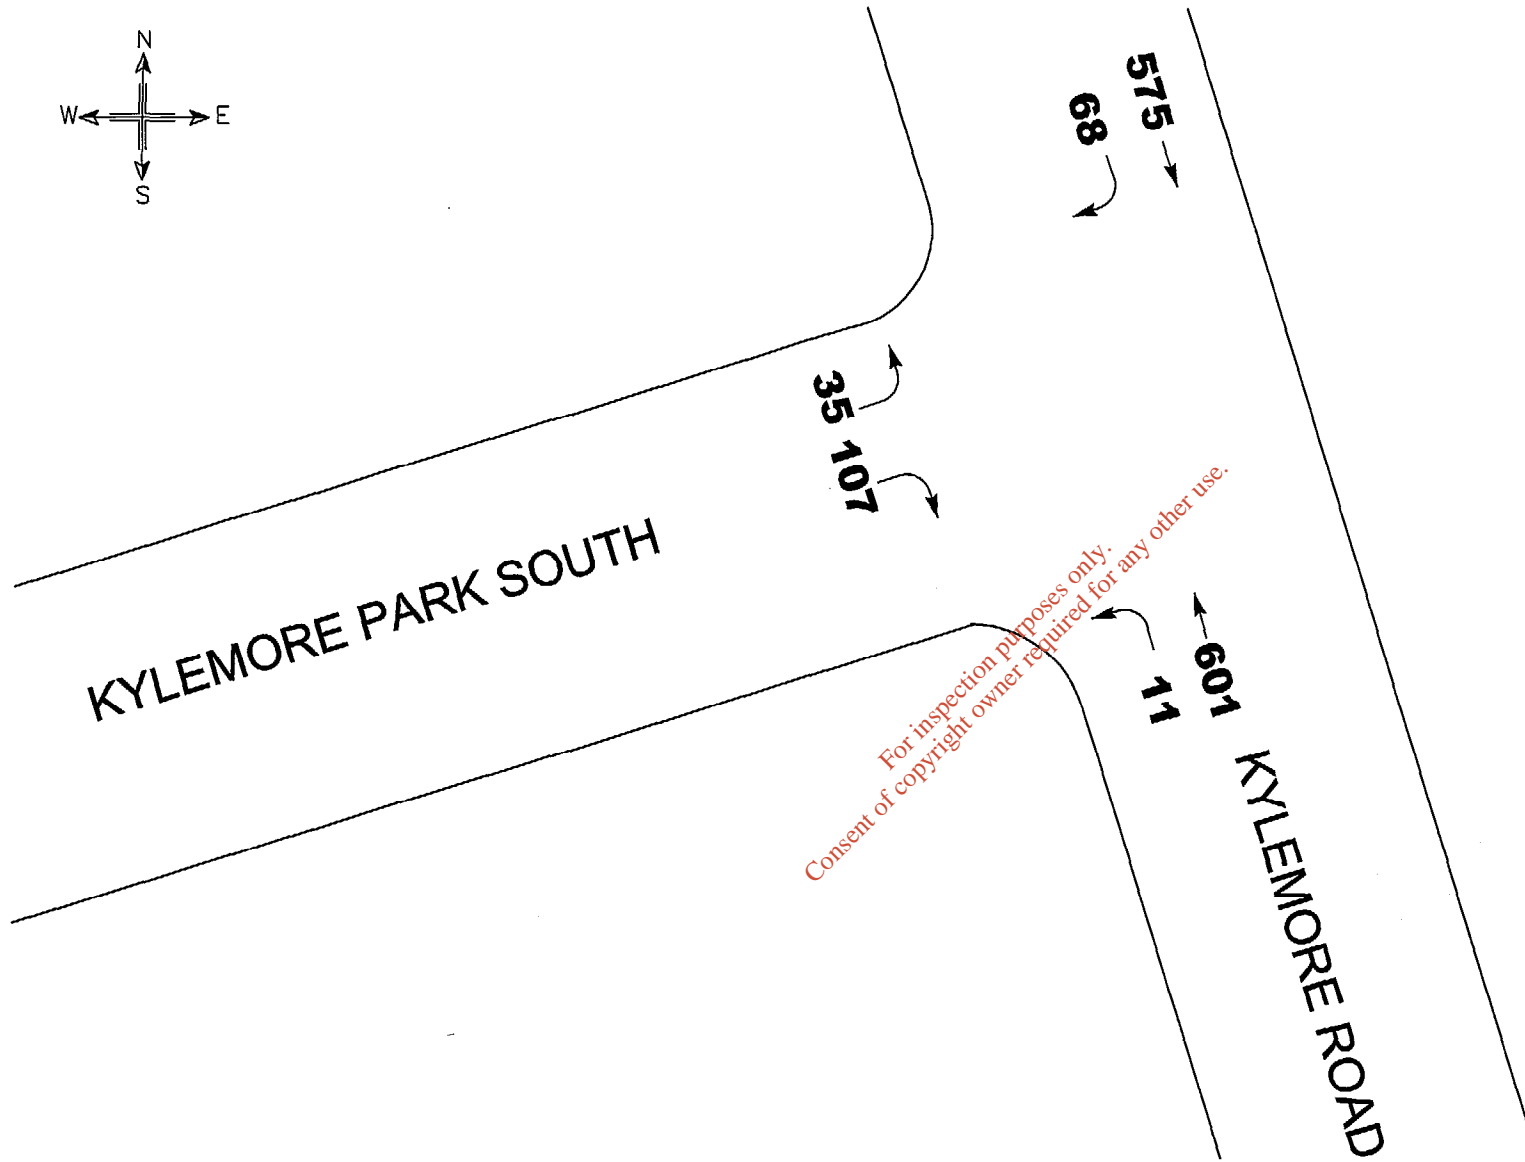 N
W E
S
575
68
35
107
601
11
KYLEMORE PARK SOUTH
KYLEMORE ROAD
For inspection purposes only.
Consent of copyright owner required for any other use.